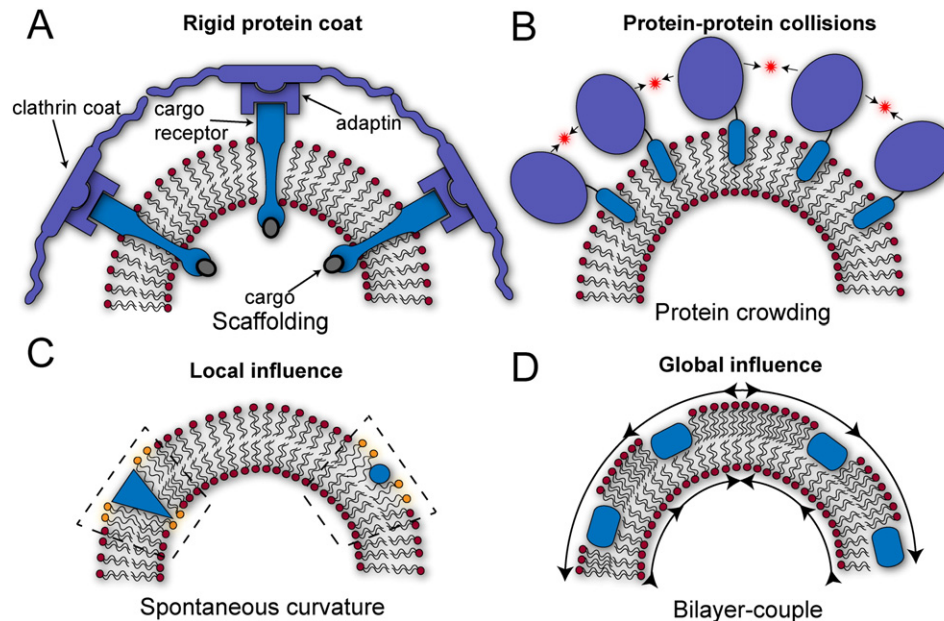 A
Rigid protein coat
clathrin coat
cargo
receptor
adaptin
cargo
Scaffolding
B
Protein-protein collisions
Protein crowding
C
Local influence
Spontaneous curvature
D
Global influence
Bilayer-couple